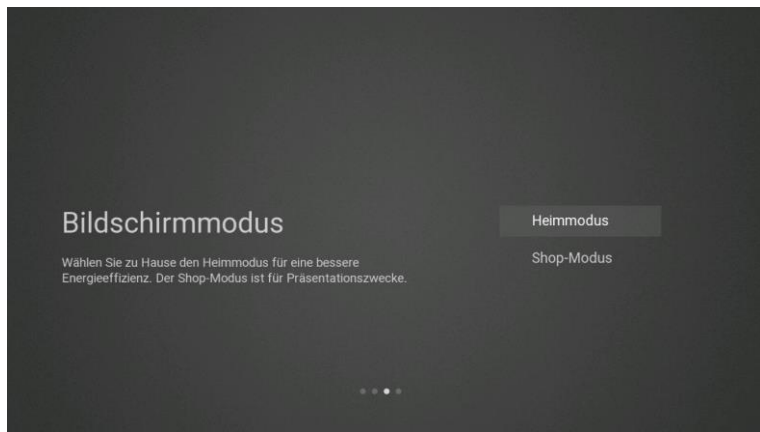 Bildschirmmodus
Wählen Sie zu Hause den Heimmodus für eine bessere
Energieeffizienz. Der Shop-Modus ist für Präsentationszwecke.
Heimmodus
Shop-Modus